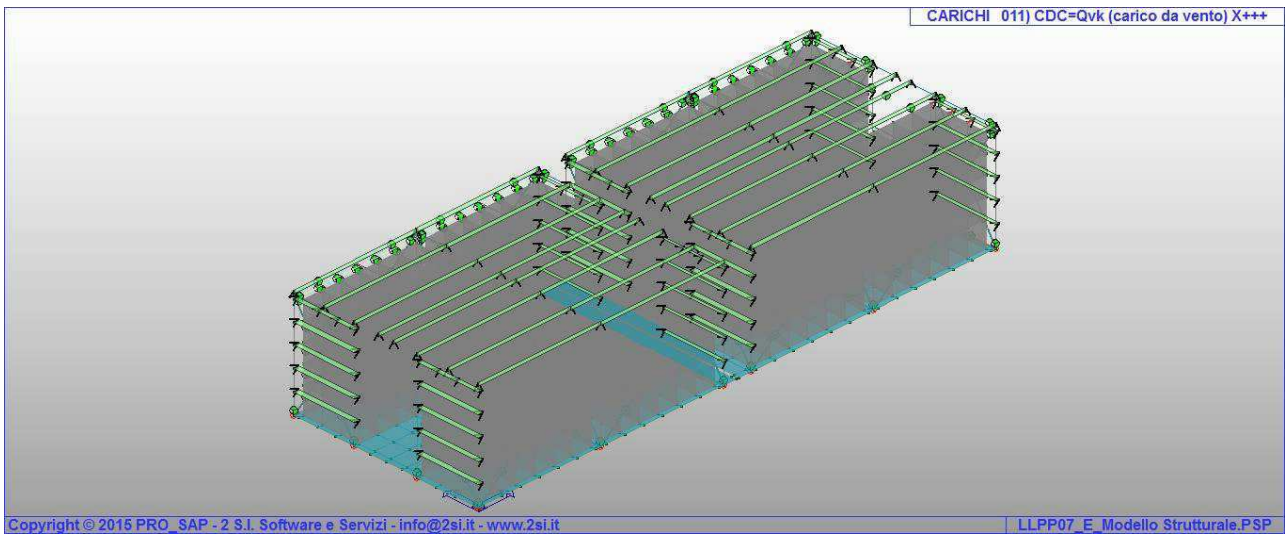 CARICHI 011) CDC=Qvk (carico da vento) X+++
Copyright © 2015 PRO_SAP - 2 S.I. Software e Servizi - info@2si.it - www.2si.it
LLPP07_E_Modello Strutturale.PSP